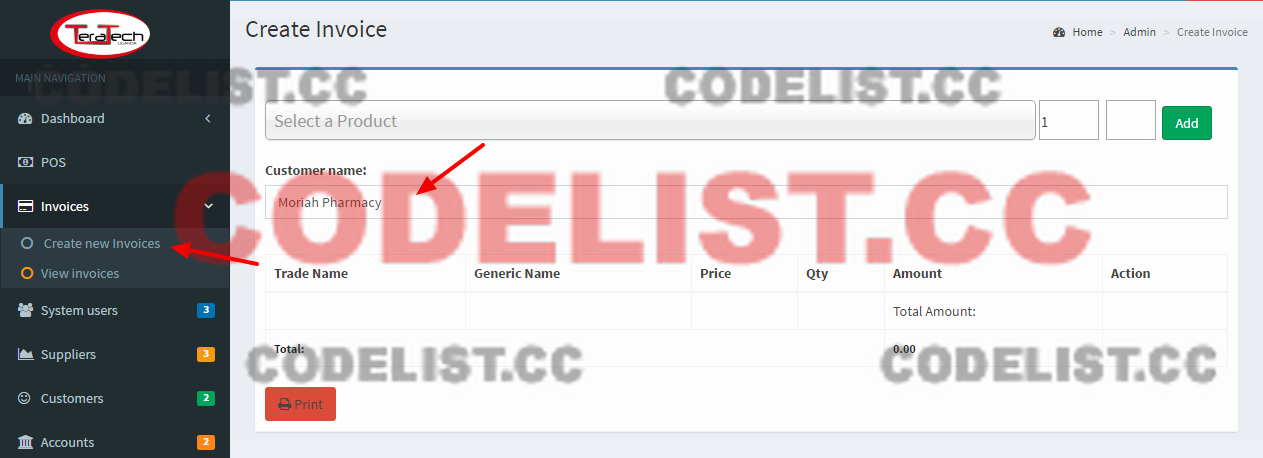 TeraTech
UGANDA
Create Invoice
Home > Admin > Create Invoice
MAIN NAVIGATION
CODELIST.CC
CODELIST.CC
Dashboard
Select a Product
1
Add
POS
Customer name:
CODELIST.CC
Invoices
Moriah Pharmacy
Create new Invoices
View invoices
Trade Name Generic Name Price Qty Amount Action
System users 3
Total Amount:
Suppliers 3
Total: 0.00
CODELIST.CC
CODELIST.CC
Customers 2
Print
Accounts 2